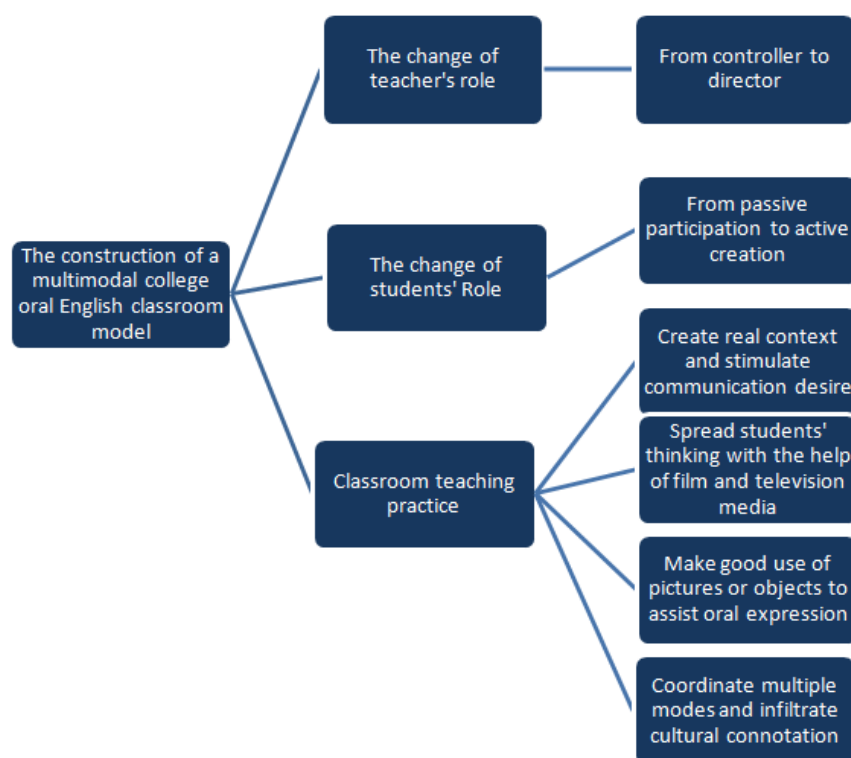 The change of
teacher's role
From controller to
director
From passive
participation to active
creation
The construction of a
multimodal college
oral English classroom
model
The change of
students' Role
Create real context
and stimulate
communication desire
Spread students'
thinking with the help
of film and television
media
Classroom teaching
practice
Make good use of
pictures or objects to
assist oral expression
Coordinate multiple
modes and infiltrate
cultural connotation